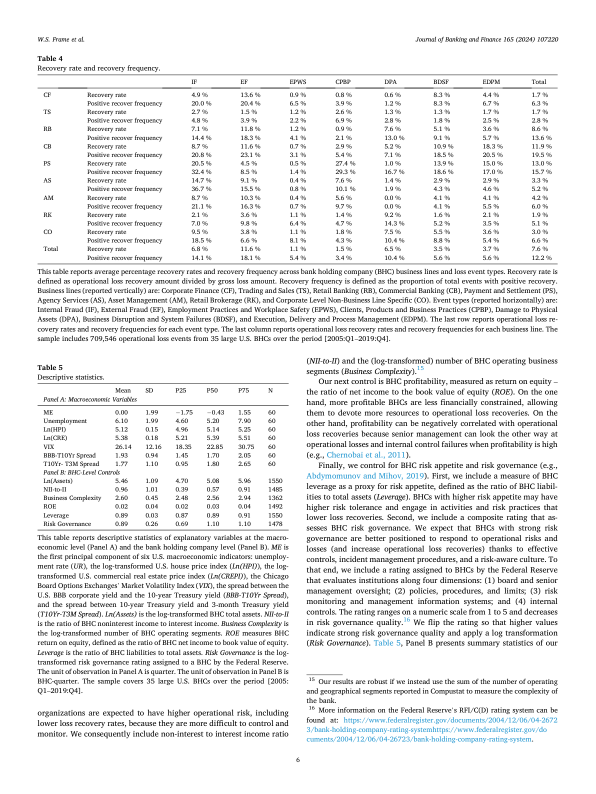 W.S. Frame et al.
Journal of Banking and Finance 165 (2024) 107220
Table 4
Recovery rate and recovery frequency.
IF EF EPWS CPBP DPA BDSF EDPM Total
CF Recovery rate 4.9 % 13.6 % 0.9 % 0.8 % 0.6 % 8.3 % 4.4 % 1.7 %
Positive recover frequency 20.0 % 20.4 % 6.5 % 3.9 % 1.2 % 8.3 % 6.7 % 6.3 %
TS Recovery rate 2.7 % 1.5 % 1.2 % 2.6 % 1.3 % 1.3 % 1.7 % 1.7 %
Positive recover frequency 4.8 % 3.9 % 2.2 % 6.9 % 2.8 % 1.8 % 2.5 % 2.8 %
RB Recovery rate 7.1 % 11.8 % 1.2 % 0.9 % 7.6 % 5.1 % 3.6 % 8.6 %
Positive recover frequency 14.4 % 18.3 % 4.1 % 2.1 % 13.0 % 9.1 % 5.7 % 13.6 %
CB Recovery rate 8.7 % 11.6 % 0.7 % 2.9 % 5.2 % 10.9 % 18.3 % 11.9 %
Positive recover frequency 20.8 % 23.1 % 3.1 % 5.4 % 7.1 % 18.5 % 20.5 % 19.5 %
PS Recovery rate 20.5 % 4.5 % 0.5 % 27.4 % 1.0 % 13.9 % 15.0 % 13.0 %
Positive recover frequency 32.4 % 8.5 % 1.4 % 29.3 % 16.7 % 18.6 % 17.0 % 15.7 %
AS Recovery rate 14.7 % 9.1 % 0.4 % 7.6 % 1.4 % 2.9 % 2.9 % 3.3 %
Positive recover frequency 36.7 % 15.5 % 0.8 % 10.1 % 1.9 % 4.3 % 4.6 % 5.2 %
AM Recovery rate 8.7 % 10.3 % 0.4 % 5.6 % 0.0 % 4.1 % 4.1 % 4.2 %
Positive recover frequency 21.1 % 16.3 % 0.7 % 9.7 % 0.0 % 4.1 % 5.5 % 6.0 %
RK Recovery rate 2.1 % 3.6 % 1.1 % 1.4 % 9.2 % 1.6 % 2.1 % 1.9 %
Positive recover frequency 7.0 % 9.8 % 6.4 % 4.7 % 14.3 % 5.2 % 3.5 % 5.1 %
CO Recovery rate 9.5 % 3.8 % 1.1 % 1.8 % 7.5 % 5.5 % 3.6 % 3.0 %
Positive recover frequency 18.5 % 6.6 % 8.1 % 4.3 % 10.4 % 8.8 % 5.4 % 6.6 %
Total Recovery rate 6.8 % 11.6 % 1.1 % 1.5 % 6.5 % 3.5 % 3.7 % 7.6 %
Positive recover frequency 14.1 % 18.1 % 5.4 % 3.4 % 10.4 % 5.6 % 5.6 % 12.2 %
This table reports average percentage recovery rates and recovery frequency across bank holding company (BHC) business lines and loss event types. Recovery rate is
defined as operational loss recovery amount divided by gross loss amount. Recovery frequency is defined as the proportion of total events with positive recovery.
Business lines (reported vertically) are: Corporate Finance (CF), Trading and Sales (TS), Retail Banking (RB), Commercial Banking (CB), Payment and Settlement (PS),
Agency Services (AS), Asset Management (AM), Retail Brokerage (RK), and Corporate Level Non-Business Line Specific (CO). Event types (reported horizontally) are:
Internal Fraud (IF), External Fraud (EF), Employment Practices and Workplace Safety (EPWS), Clients, Products and Business Practices (CPBP), Damage to Physical
Assets (DPA), Business Disruption and System Failures (BDSF), and Execution, Delivery and Process Management (EDPM). The last row reports operational loss re-
covery rates and recovery frequencies for each event type. The last column reports operational loss recovery rates and recovery frequencies for each business line. The
sample includes 709,546 operational loss events from 35 large U.S. BHCs over the period [2005:Q1–2019:Q4].
Table 5
Descriptive statistics.
Mean SD P25 P50 P75 N
Panel A: Macroeconomic Variables
ME 0.00 1.99 −1.75 −0.43 1.55 60
Unemployment 6.10 1.99 4.60 5.20 7.90 60
Ln(HPI) 5.12 0.15 4.96 5.14 5.25 60
Ln(CRE) 5.38 0.18 5.21 5.39 5.51 60
VIX 26.14 12.16 18.35 22.85 30.75 60
BBB-T10Yr Spread 1.93 0.94 1.45 1.70 2.05 60
T10Yr- T3M Spread 1.77 1.10 0.95 1.80 2.65 60
Panel B: BHC-Level Controls
Ln(Assets) 5.46 1.09 4.70 5.08 5.96 1550
NII-to-II 0.96 1.01 0.39 0.57 0.91 1485
Business Complexity 2.60 0.45 2.48 2.56 2.94 1362
ROE 0.02 0.04 0.02 0.03 0.04 1492
Leverage 0.89 0.03 0.87 0.89 0.91 1550
Risk Governance 0.89 0.26 0.69 1.10 1.10 1478
This table reports descriptive statistics of explanatory variables at the macro-
economic level (Panel A) and the bank holding company level (Panel B). ME is
the first principal component of six U.S. macroeconomic indicators: unemploy-
ment rate (UR), the log-transformed U.S. house price index (Ln(HPI)), the log-
transformed U.S. commercial real estate price index (Ln(CREPI)), the Chicago
Board Options Exchanges' Market Volatility Index (VIX), the spread between the
U.S. BBB corporate yield and the 10-year Treasury yield (BBB-T10Yr Spread),
and the spread between 10-year Treasury yield and 3-month Treasury yield
(T10Yr-T3M Spread). Ln(Assets) is the log-transformed BHC total assets. NII-to-II
is the ratio of BHC noninterest income to interest income. Business Complexity is
the log-transformed number of BHC operating segments. ROE measures BHC
return on equity, defined as the ratio of BHC net income to book value of equity.
Leverage is the ratio of BHC liabilities to total assets. Risk Governance is the log-
transformed risk governance rating assigned to a BHC by the Federal Reserve.
The unit of observation in Panel A is quarter. The unit of observation in Panel B is
BHC-quarter. The sample covers 35 large U.S. BHCs over the period [2005:
Q1–2019:Q4].
organizations are expected to have higher operational risk, including
lower loss recovery rates, because they are more difficult to control and
monitor. We consequently include non-interest to interest income ratio
(NII-to-II) and the (log-transformed) number of BHC operating business
segments (Business Complexity).15
Our next control is BHC profitability, measured as return on equity –
the ratio of net income to the book value of equity (ROE). On the one
hand, more profitable BHCs are less financially constrained, allowing
them to devote more resources to operational loss recoveries. On the
other hand, profitability can be negatively correlated with operational
loss recoveries because senior management can look the other way at
operational losses and internal control failures when profitability is high
(e.g., Chernobai et al., 2011).
Finally, we control for BHC risk appetite and risk governance (e.g.,
Abdymomunov and Mihov, 2019). First, we include a measure of BHC
leverage as a proxy for risk appetite, defined as the ratio of BHC liabil-
ities to total assets (Leverage). BHCs with higher risk appetite may have
higher risk tolerance and engage in activities and risk practices that
lower loss recoveries. Second, we include a composite rating that as-
sesses BHC risk governance. We expect that BHCs with strong risk
governance are better positioned to respond to operational risks and
losses (and increase operational loss recoveries) thanks to effective
controls, incident management procedures, and a risk-aware culture. To
that end, we include a rating assigned to BHCs by the Federal Reserve
that evaluates institutions along four dimensions: (1) board and senior
management oversight; (2) policies, procedures, and limits; (3) risk
monitoring and management information systems; and (4) internal
controls. The rating ranges on a numeric scale from 1 to 5 and decreases
in risk governance quality.16 We flip the rating so that higher values
indicate strong risk governance quality and apply a log transformation
(Risk Governance). Table 5, Panel B presents summary statistics of our
15 Our results are robust if we instead use the sum of the number of operating
and geographical segments reported in Compustat to measure the complexity of
the bank.
16 More information on the Federal Reserve's RFI/C(D) rating system can be
found at: https://www.federalregister.gov/documents/2004/12/06/04-2672
3/bank-holding-company-rating-systemhttps://www.federalregister.gov/do
cuments/2004/12/06/04-26723/bank-holding-company-rating-system.
6